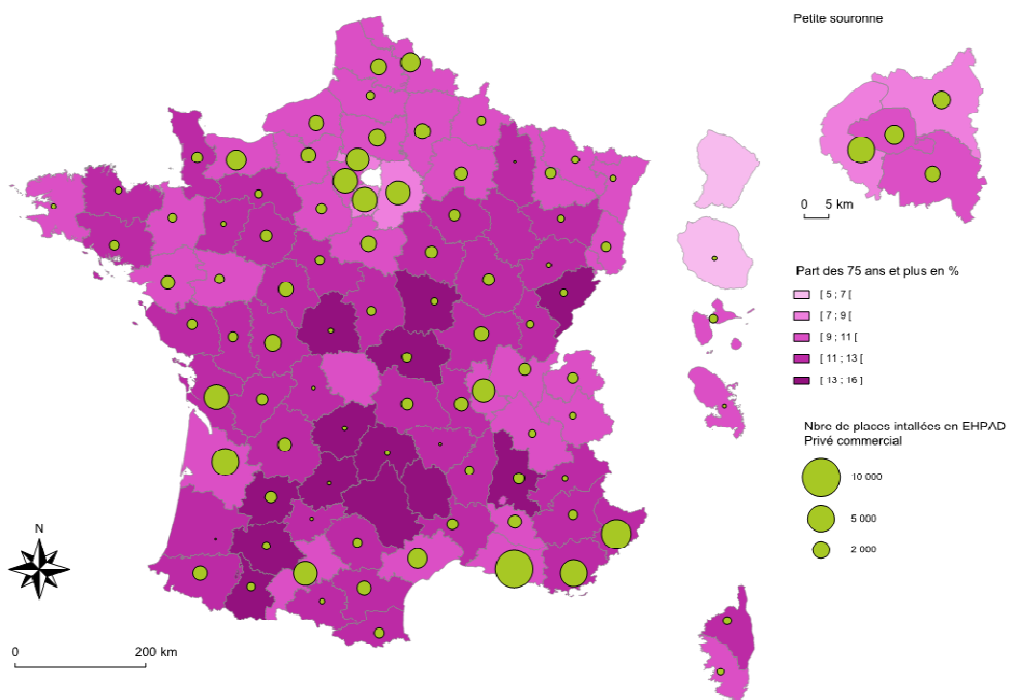 Petite souronne
0 5 km
Part des 75 ans et plus en %
[ 5 ; 7 [
[ 7 ; 9 [
[ 9 ; 11 [
[ 11 ; 13 [
[ 13 ; 16 ]
Nbre de places intallées en EHPAD
Privé commercial
10 000
5 000
2 000
N
0 200 km